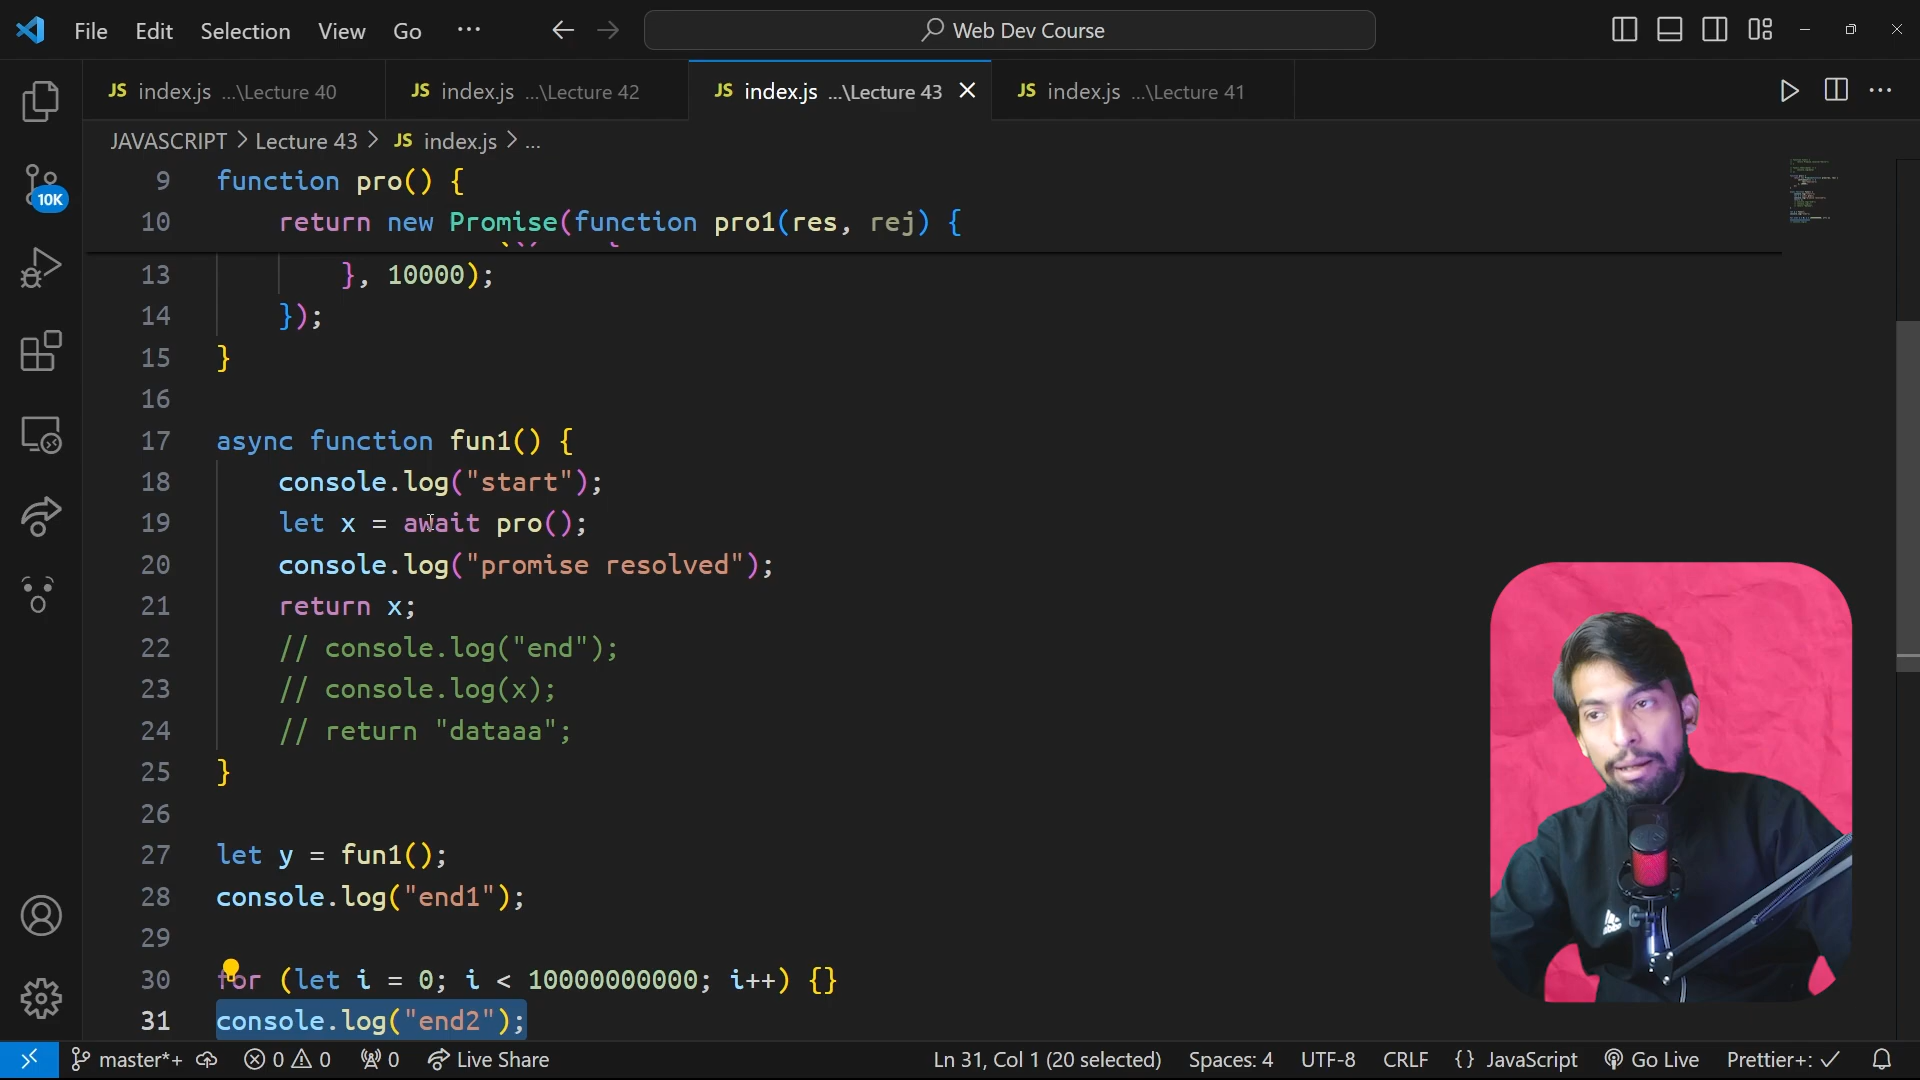 File Edit Selection View Go ... Web Dev Course
JS index.js ...\Lecture 40 JS index.js ...\Lecture 42 JS index.js ...\Lecture 43 JS index.js ...\Lecture 41
JAVASCRIPT > Lecture 43 > JS index.js > ...
10K
9 function pro() {
10 return new Promise(function pro1(res, rej) {
13 }, 10000);
14 });
15 }
16
17 async function fun1() {
18 console.log("start");
19 let x = await pro();
20 console.log("promise resolved");
21 return x;
22 // console.log("end");
23 // console.log(x);
24 // return "dataaa";
25 }
26
27 let y = fun1();
28 console.log("end1");
29
30 for (let i = 0; i < 10000000000; i++) {}
31 console.log("end2");
master*+ 0 0 0 Live Share Ln 31, Col 1 (20 selected) Spaces: 4 UTF-8 CRLF {} JavaScript Go Live Prettier+: ✓